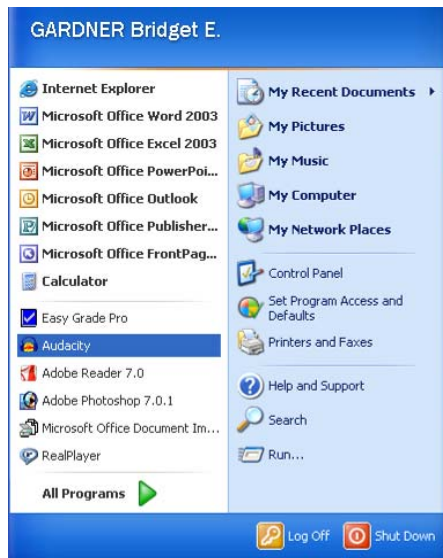 GARDNER Bridget E.
Internet Explorer
Microsoft Office Word 2003
Microsoft Office Excel 2003
Microsoft Office PowerPoi...
Microsoft Office Outlook
Microsoft Office Publisher...
Microsoft Office FrontPag...
Calculator
Easy Grade Pro
Audacity
Adobe Reader 7.0
Adobe Photoshop 7.0.1
Microsoft Office Document Im...
RealPlayer
All Programs
My Recent Documents
My Pictures
My Music
My Computer
My Network Places
Control Panel
Set Program Access and
Defaults
Printers and Faxes
Help and Support
Search
Run...
Log Off
Shut Down